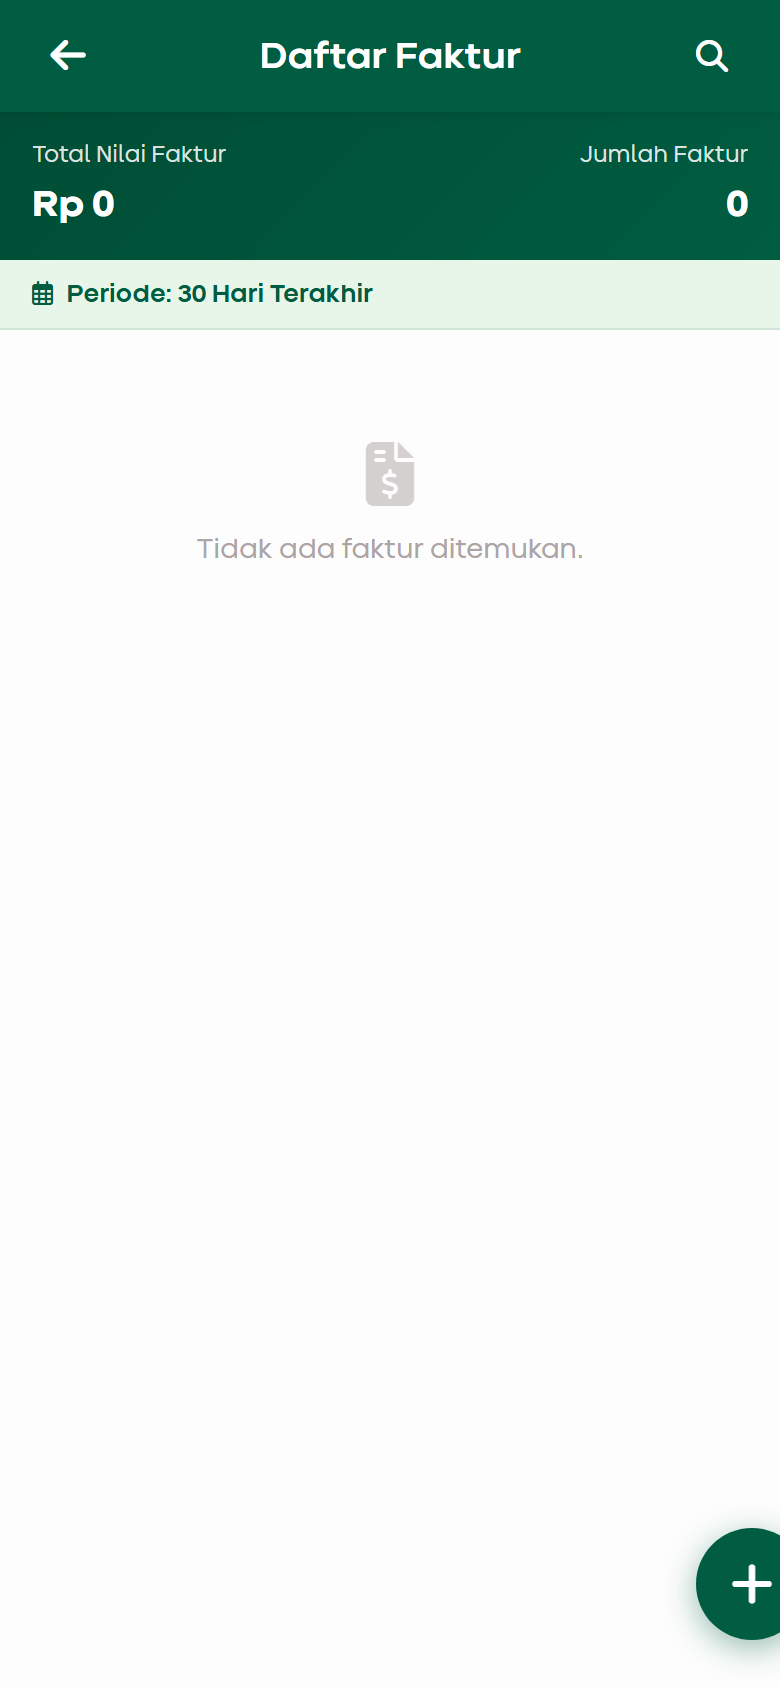 Daftar Faktur
Total Nilai Faktur
Jumlah Faktur
Rp 0
0
Periode: 30 Hari Terakhir
$
Tidak ada faktur ditemukan.